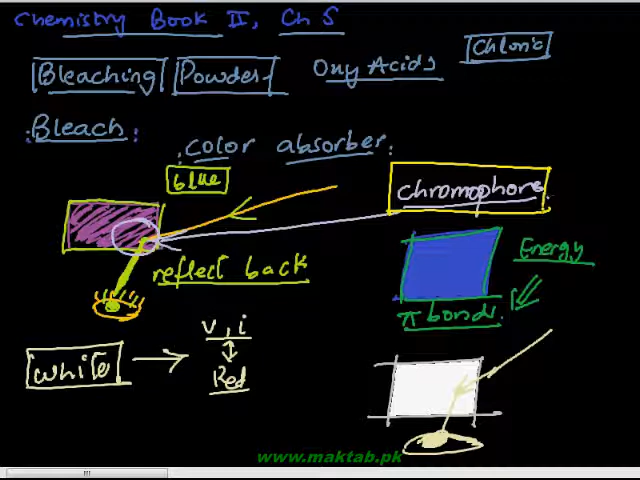 Chemistry Book II, Ch 5
Bleaching Powder Oxy Acids Chloric
:Bleach:
:color absorber:
blue
chromophore
reflect back
Energy
π bonds.
v, i
white
Red
www.maktab.pk